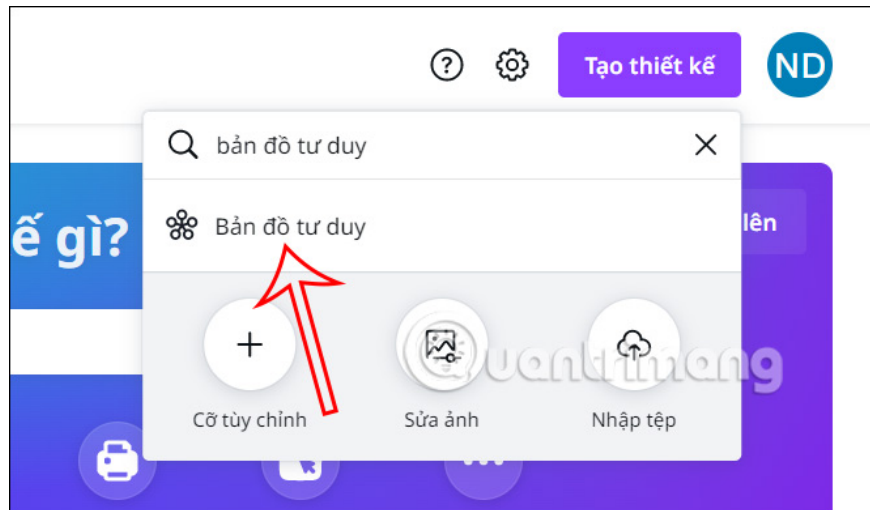 Tạo thiết kế
ND
bản đồ tư duy
ế gì?
Bản đồ tư duy
lên
Quantrimang
Cỡ tùy chỉnh
Sửa ảnh
Nhập tệp